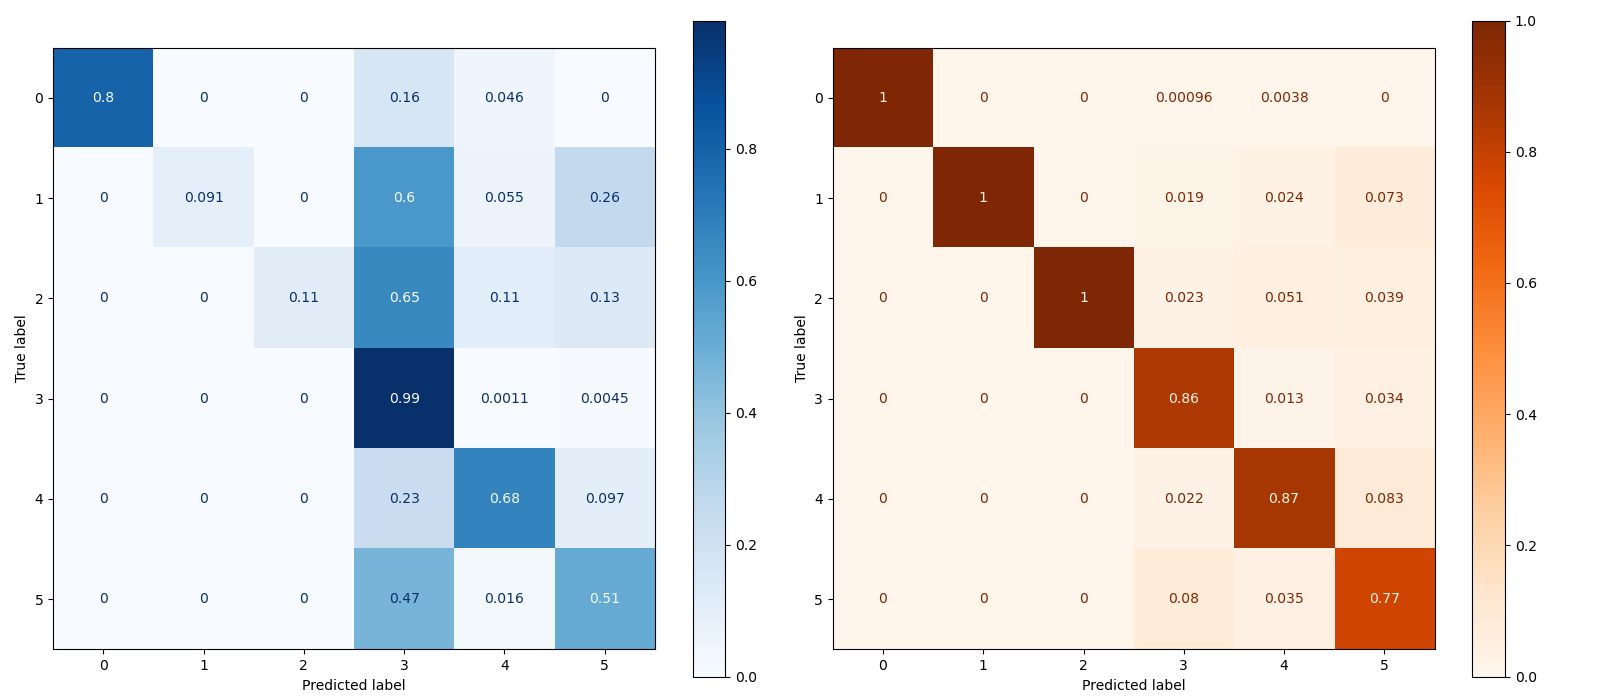 0 0.8 0 0 0.16 0.046 0
1 0 0.091 0 0.6 0.055 0.26
2 0 0 0.11 0.65 0.11 0.13
3 0 0 0 0.99 0.0011 0.0045
4 0 0 0 0.23 0.68 0.097
5 0 0 0 0.47 0.016 0.51
0 1 2 3 4 5
True label
Predicted label
0.8
0.6
0.4
0.2
0.0
0 1 0 0 0.00096 0.0038 0
1 0 1 0 0.019 0.024 0.073
2 0 0 1 0.023 0.051 0.039
3 0 0 0 0.86 0.013 0.034
4 0 0 0 0.022 0.87 0.083
5 0 0 0 0.08 0.035 0.77
0 1 2 3 4 5
True label
Predicted label
1.0
0.8
0.6
0.4
0.2
0.0